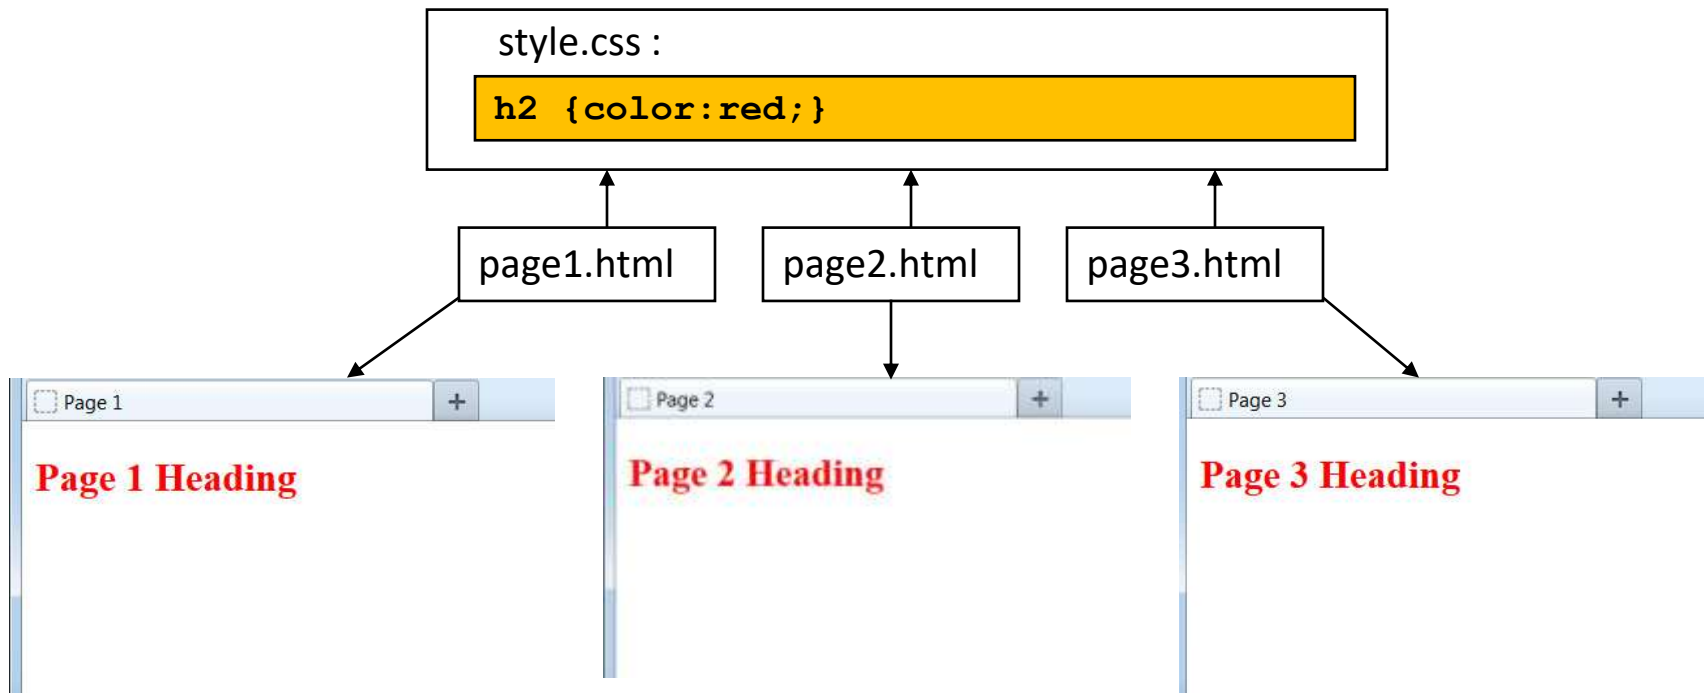 style.css :
h2 {color:red;}
page1.html
page2.html
page3.html
Page 1
Page 2
Page 3
Page 1 Heading
Page 2 Heading
Page 3 Heading